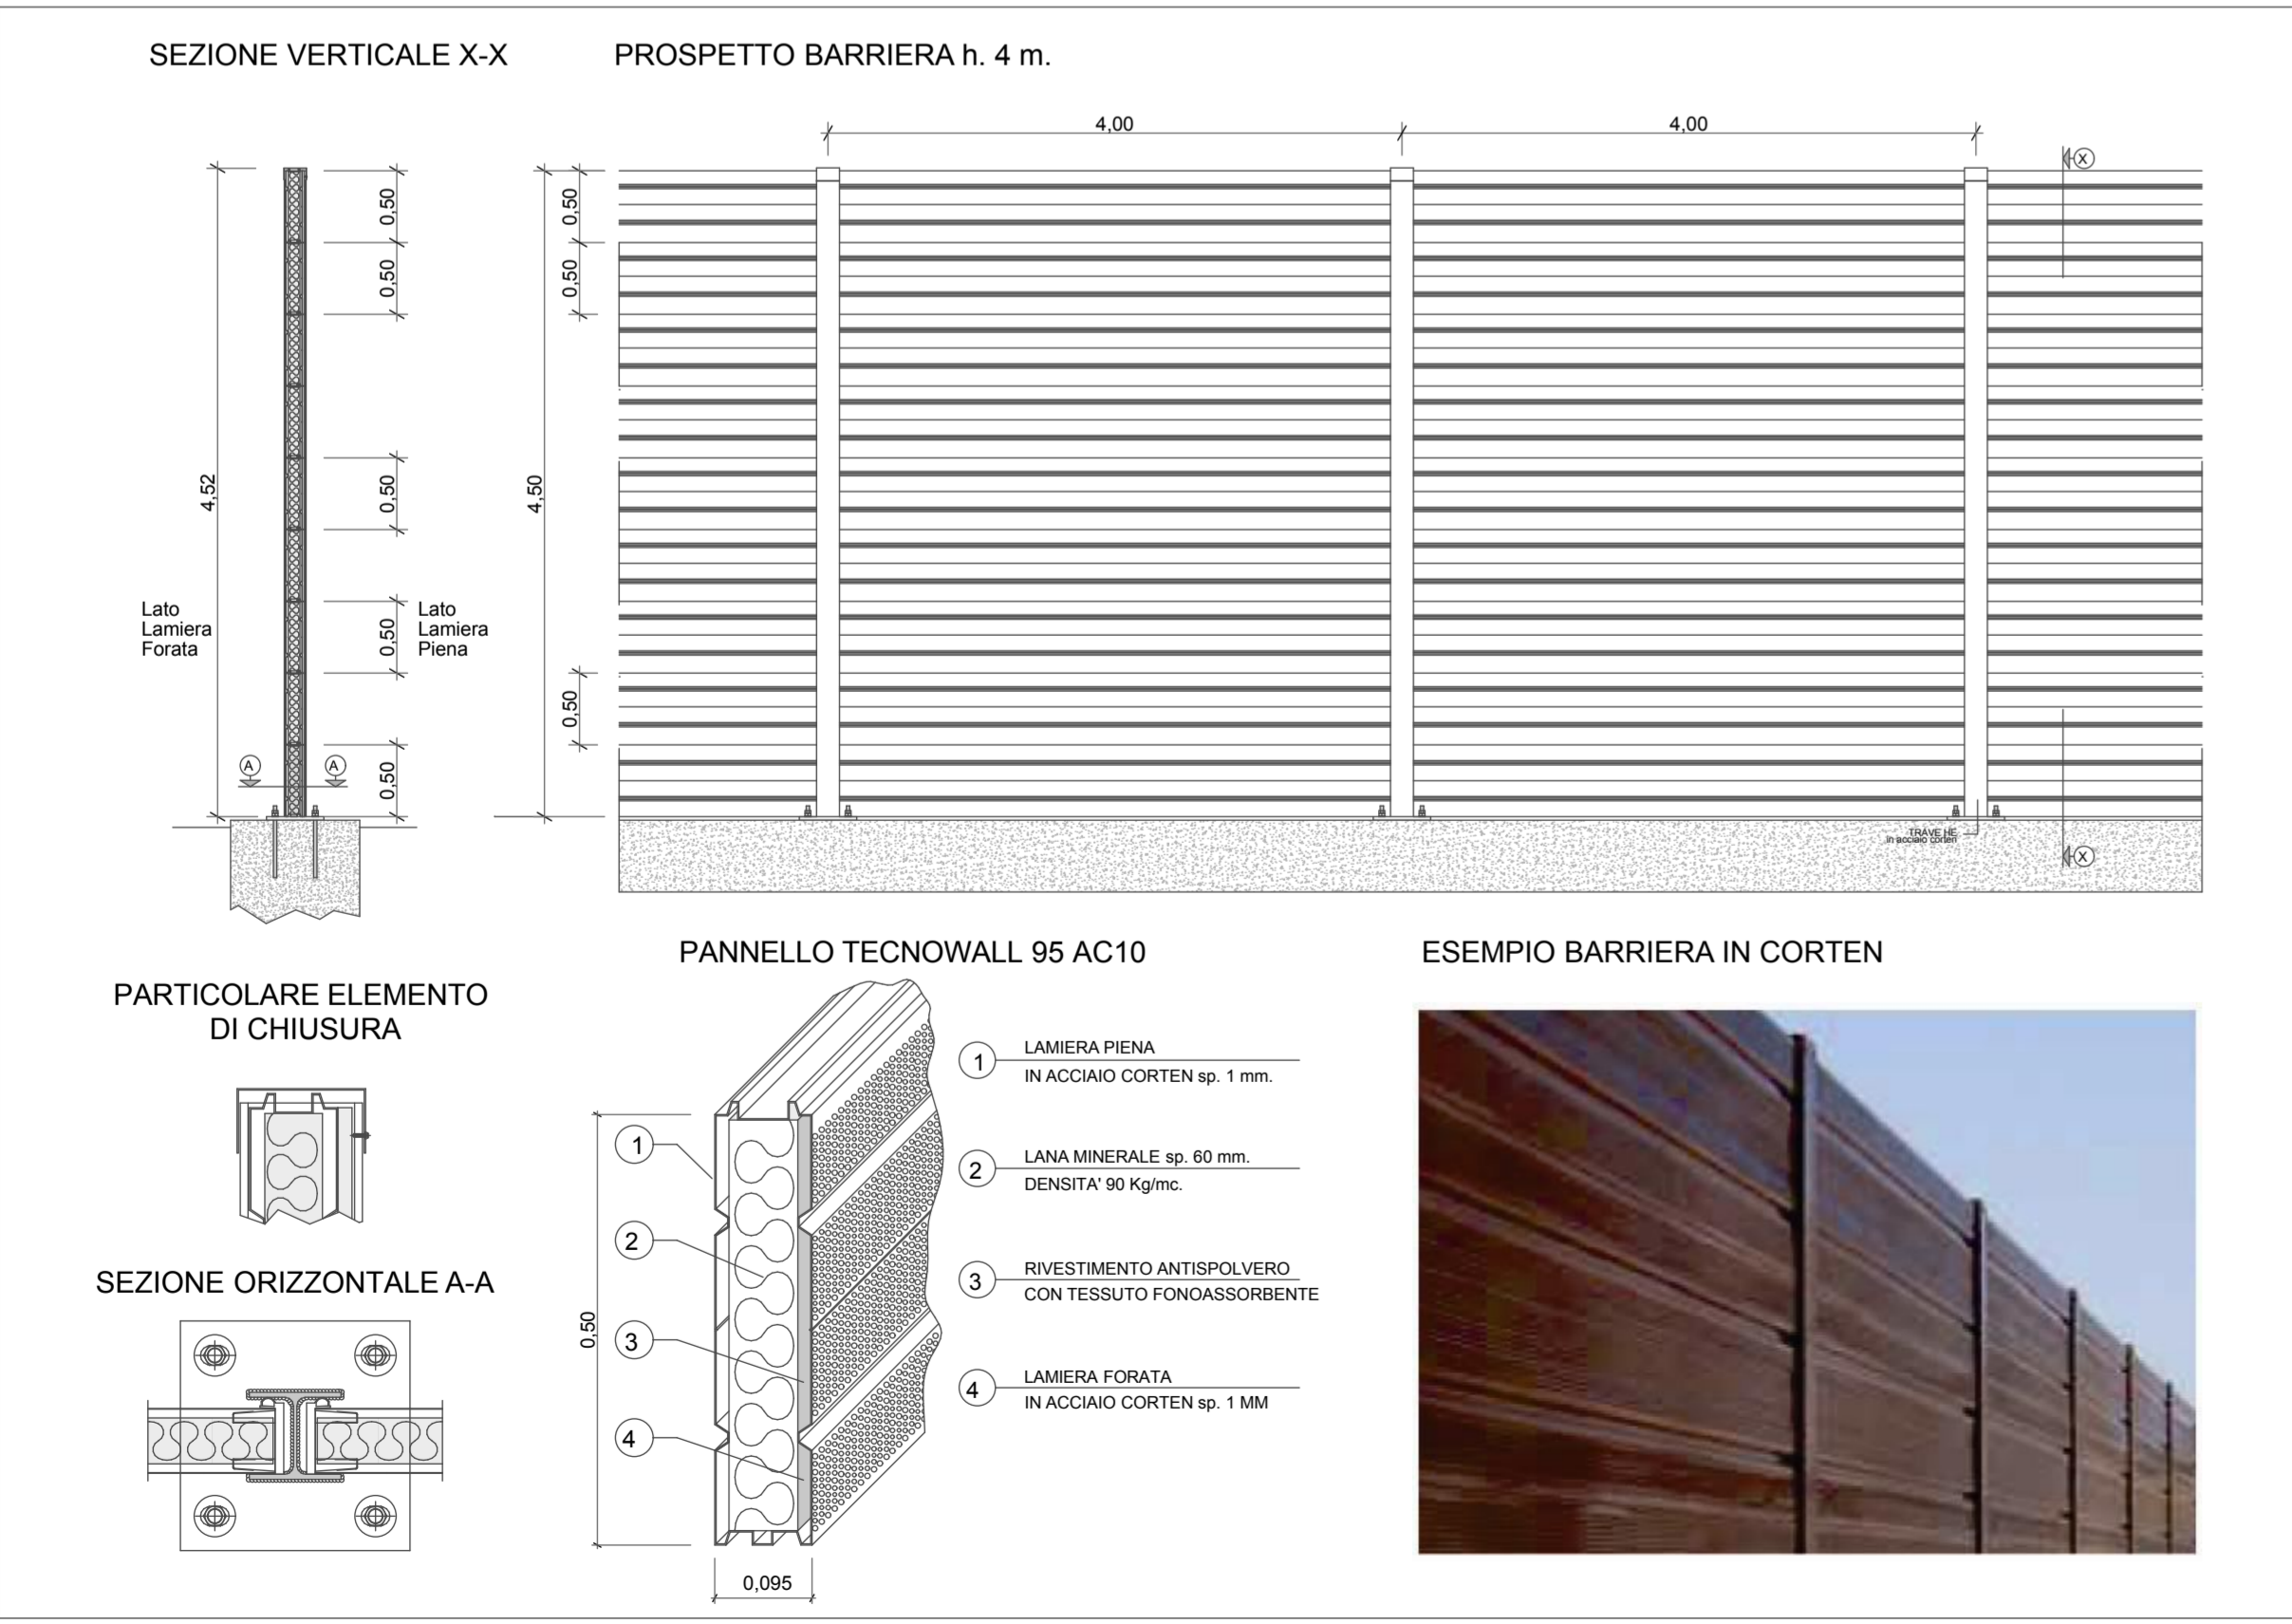 SEZIONE VERTICALE X-X
PROSPETTO BARRIERA h. 4 m.
4,00
4,00
X
0,50
0,50
0,50
0,50
4,52
0,50
4,50
Lato
Lamiera
Forata
0,50
Lato
Lamiera
Piena
0,50
A
A
0,50
TRAVE HE
in acciaio corten
X
PARTICOLARE ELEMENTO
DI CHIUSURA
SEZIONE ORIZZONTALE A-A
PANNELLO TECNOWALL 95 AC10
1
2
3
4
0,50
0,095
1
LAMIERA PIENA
IN ACCIAIO CORTEN sp. 1 mm.
2
LANA MINERALE sp. 60 mm.
DENSITA' 90 Kg/mc.
3
RIVESTIMENTO ANTISPOLVERO
CON TESSUTO FONOASSORBENTE
4
LAMIERA FORATA
IN ACCIAIO CORTEN sp. 1 MM
ESEMPIO BARRIERA IN CORTEN